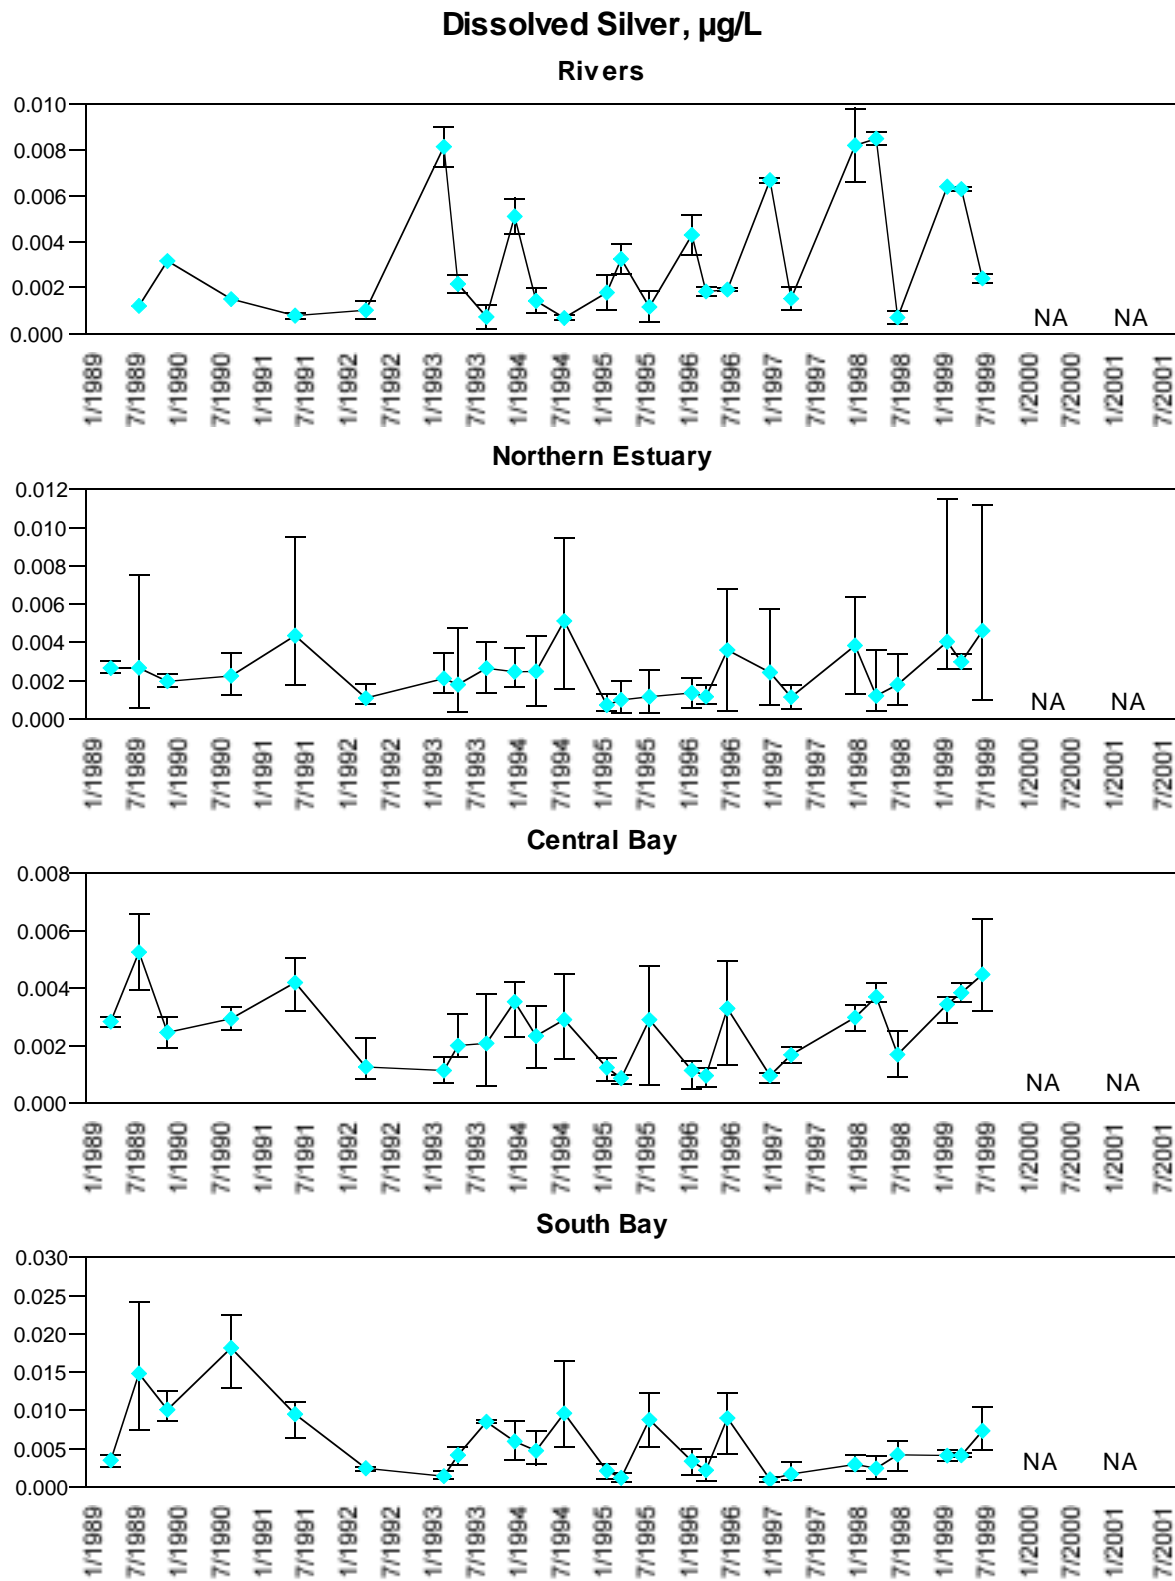 Dissolved Silver, µg/L
Rivers
0.010
0.008
0.006
0.004
0.002
0.000
NA NA
1/1989 7/1989 1/1990 7/1990 1/1991 7/1991 1/1992 7/1992 1/1993 7/1993 1/1994 7/1994 1/1995 7/1995 1/1996 7/1996 1/1997 7/1997 1/1998 7/1998 1/1999 7/1999 1/2000 7/2000 1/2001 7/2001
Northern Estuary
0.012
0.010
0.008
0.006
0.004
0.002
0.000
NA NA
1/1989 7/1989 1/1990 7/1990 1/1991 7/1991 1/1992 7/1992 1/1993 7/1993 1/1994 7/1994 1/1995 7/1995 1/1996 7/1996 1/1997 7/1997 1/1998 7/1998 1/1999 7/1999 1/2000 7/2000 1/2001 7/2001
Central Bay
0.008
0.006
0.004
0.002
0.000
NA NA
1/1989 7/1989 1/1990 7/1990 1/1991 7/1991 1/1992 7/1992 1/1993 7/1993 1/1994 7/1994 1/1995 7/1995 1/1996 7/1996 1/1997 7/1997 1/1998 7/1998 1/1999 7/1999 1/2000 7/2000 1/2001 7/2001
South Bay
0.030
0.025
0.020
0.015
0.010
0.005
0.000
NA NA
1/1989 7/1989 1/1990 7/1990 1/1991 7/1991 1/1992 7/1992 1/1993 7/1993 1/1994 7/1994 1/1995 7/1995 1/1996 7/1996 1/1997 7/1997 1/1998 7/1998 1/1999 7/1999 1/2000 7/2000 1/2001 7/2001